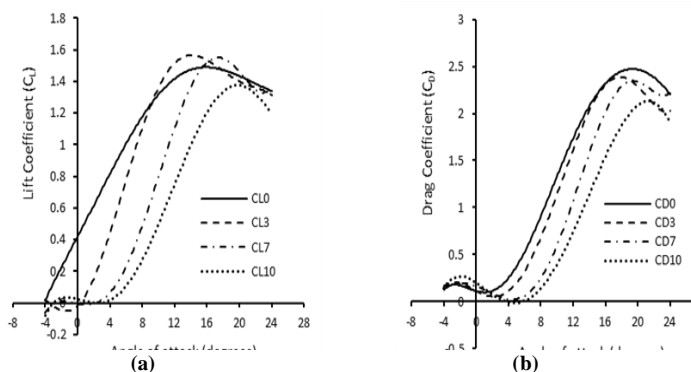 Lift Coefficient (CL)
1.8
1.6
1.4
1.2
1
0.8
0.6
0.4
0.2
0
-0.2
-8 -4 0 4 8 12 16 20 24 28
CL0
CL3
CL7
CL10
(a)
Drag Coefficient (CD)
3
2.5
2
1.5
1
0.5
0
-0.5
-8 -4 0 4 8 12 16 20 24 28
CD0
CD3
CD7
CD10
(b)